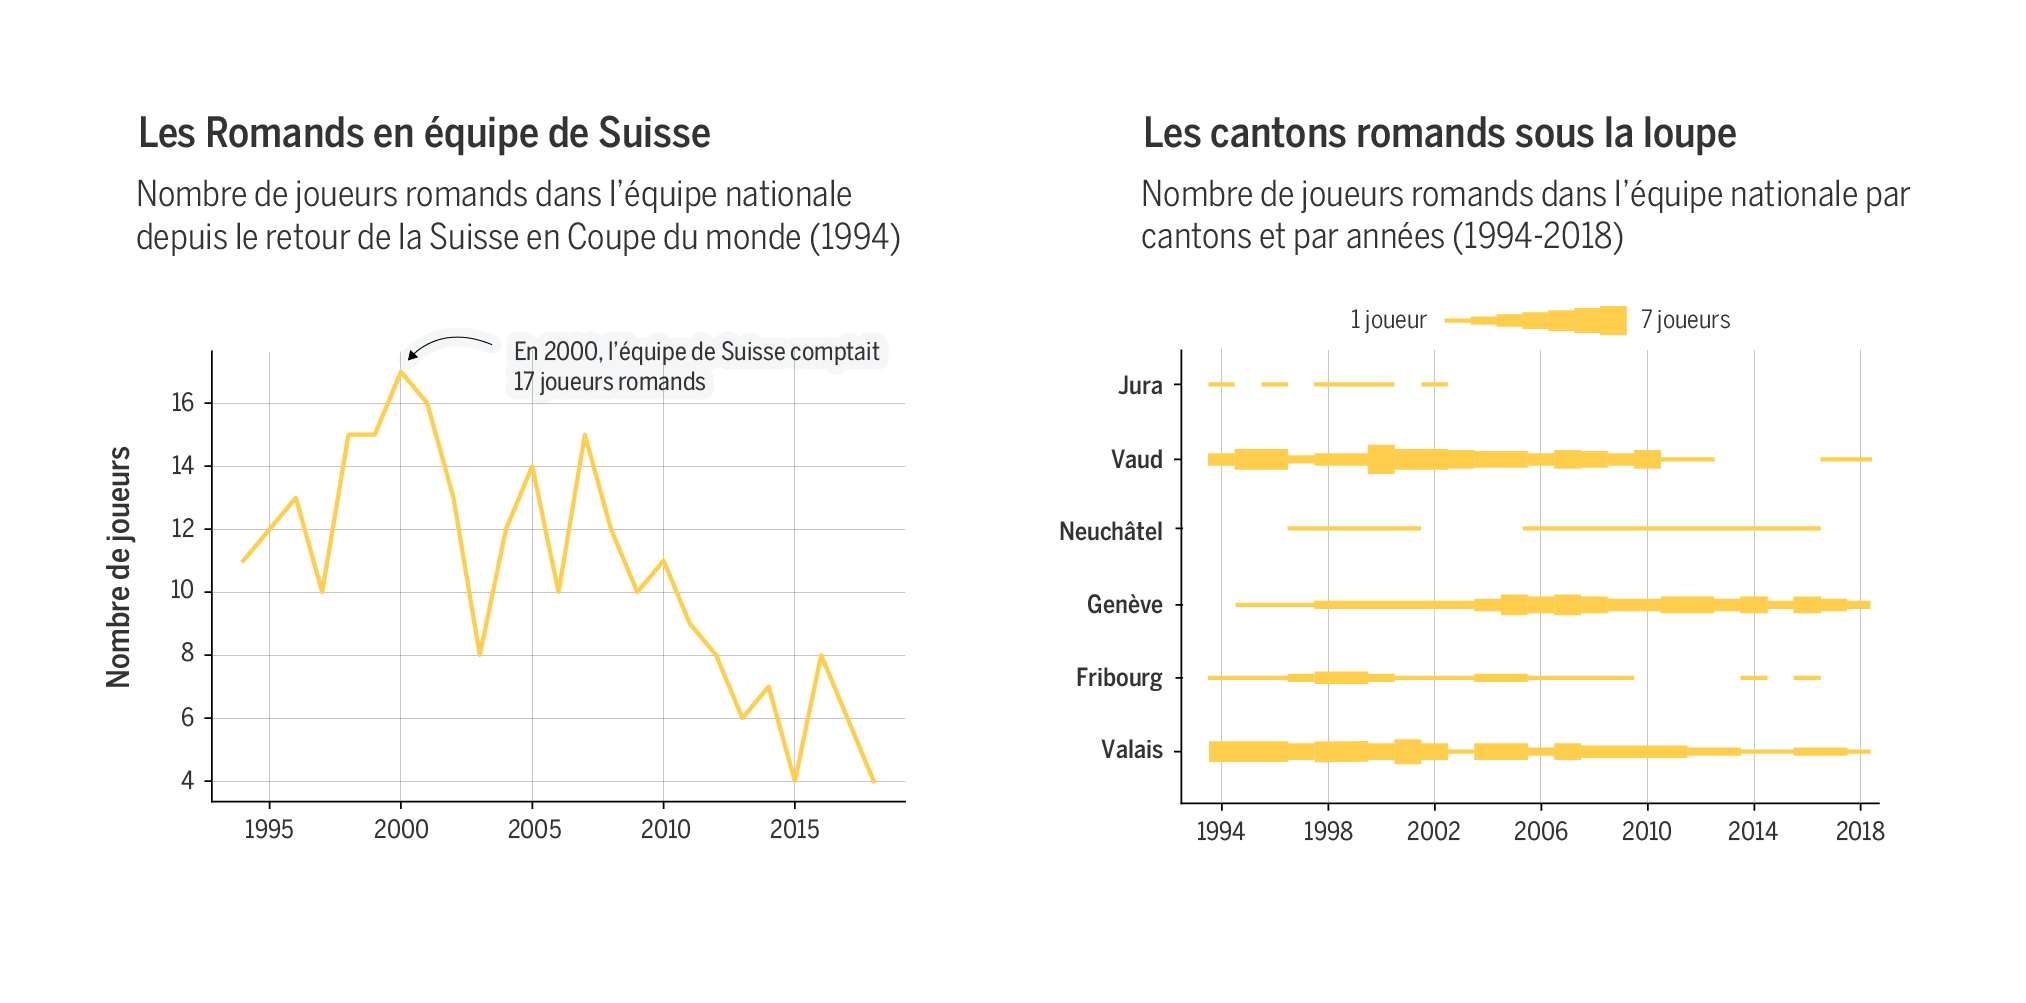 Les Romands en équipe de Suisse
Nombre de joueurs romands dans l'équipe nationale
depuis le retour de la Suisse en Coupe du monde (1994)
En 2000, l'équipe de Suisse comptait
17 joueurs romands
Nombre de joueurs
16
14
12
10
8
6
4
1995 2000 2005 2010 2015
Les cantons romands sous la loupe
Nombre de joueurs romands dans l'équipe nationale par
cantons et par années (1994-2018)
1 joueur 7 joueurs
Jura
Vaud
Neuchâtel
Genève
Fribourg
Valais
1994 1998 2002 2006 2010 2014 2018